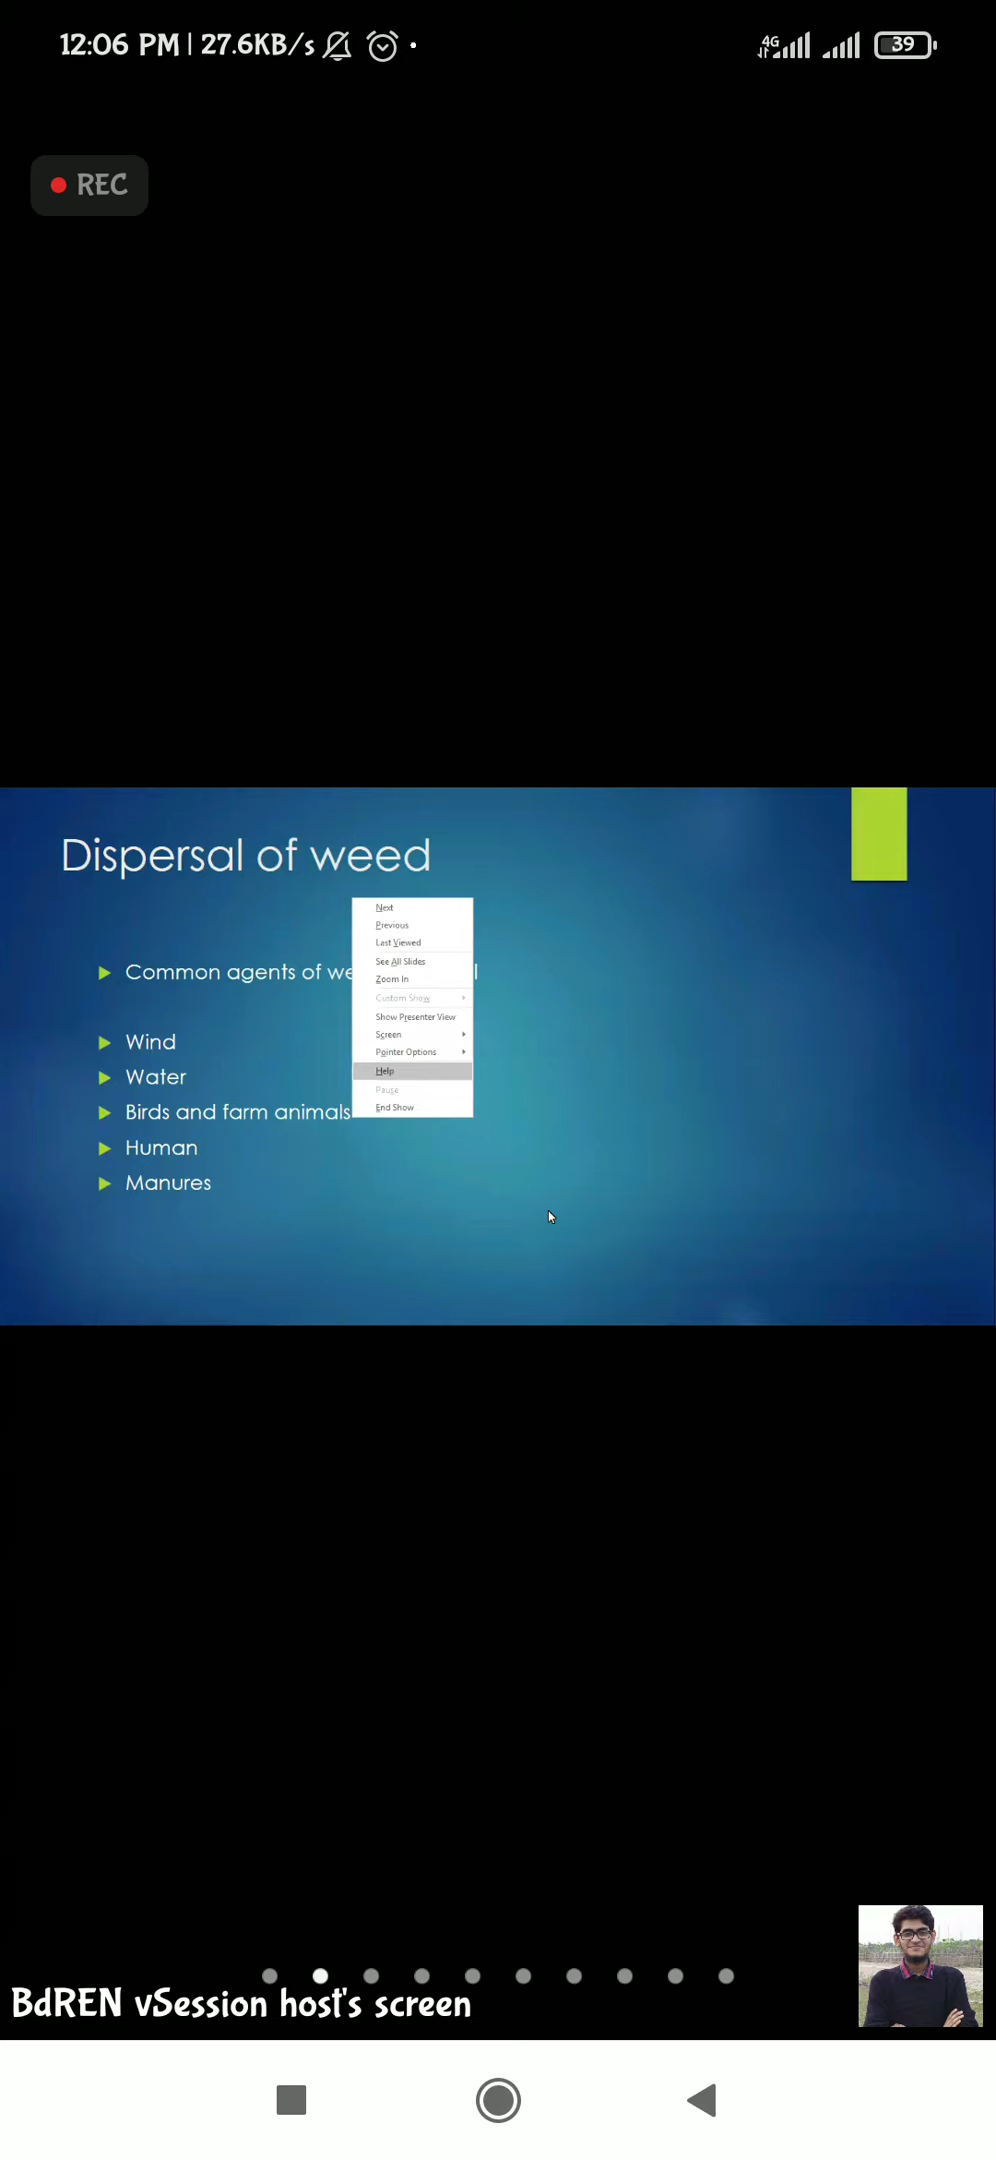 12:06 PM | 27.6KB/s
4G
39
REC
Dispersal of weed
Common agents of we
l
Wind
Water
Birds and farm animals
Human
Manures
Next
Previous
Last Viewed
See All Slides
Zoom In
Custom Show
Show Presenter View
Screen
Pointer Options
Help
Pause
End Show
BdREN vSession host's screen